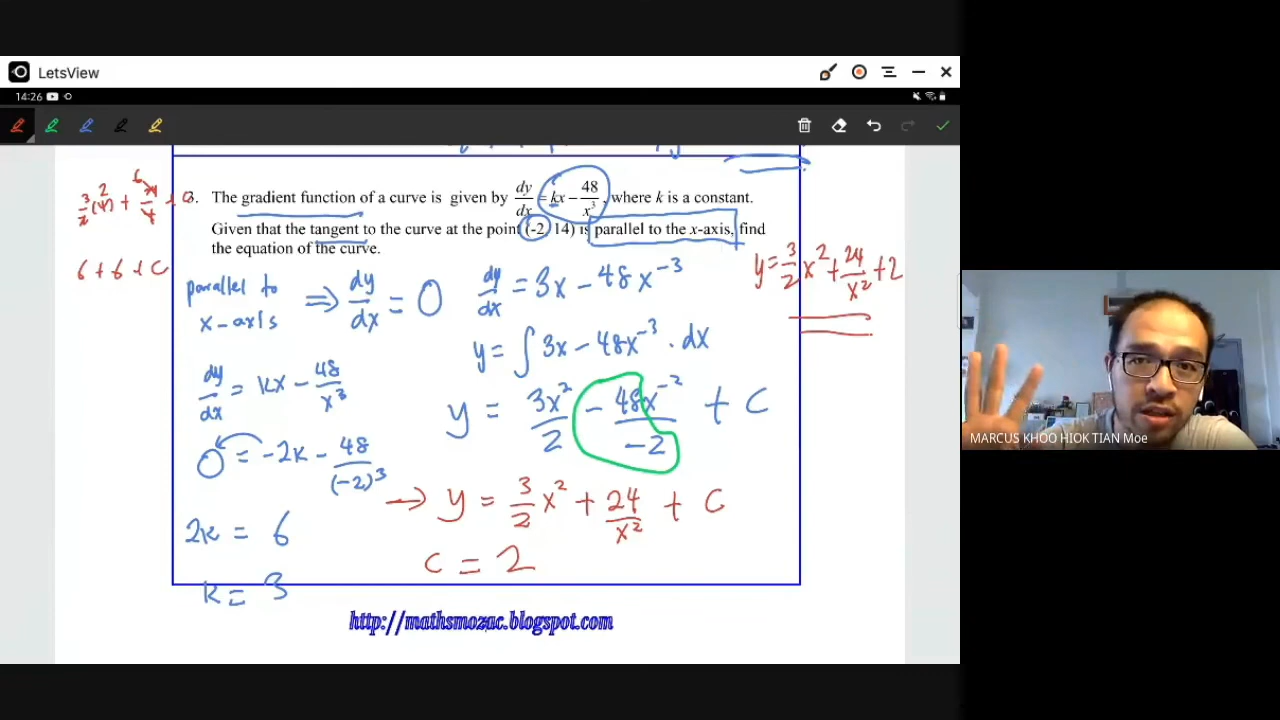 LetsView
14:26
3. The gradient function of a curve is given by dy/dx = kx − 48/x³, where k is a constant.
Given that the tangent to the curve at the point (-2, 14) is parallel to the x-axis, find
the equation of the curve.
6 + 6 + C
y = 3/2 x² + 24/x² + 2
parallel to
x-axis
⇒ dy/dx = 0
dy/dx = kx − 48/x³
0 = -2k − 48/(-2)³
2k = 6
k = 3
dy/dx = 3x − 48x⁻³
y = ∫ 3x − 48x⁻³ . dx
y = 3x²/2 − 48x⁻²/-2 + C
→ y = 3/2 x² + 24/x² + C
C = 2
http://mathsmozac.blogspot.com
MARCUS KHOO HIOK TIAN Moe